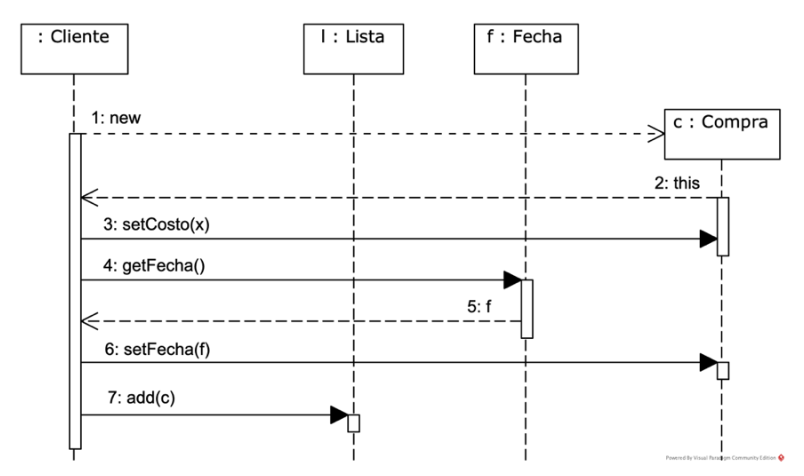 : Cliente
l : Lista
f : Fecha
1: new
c : Compra
2: this
3: setCosto(x)
4: getFecha()
5: f
6: setFecha(f)
7: add(c)
Powered By Visual Paradigm Community Edition